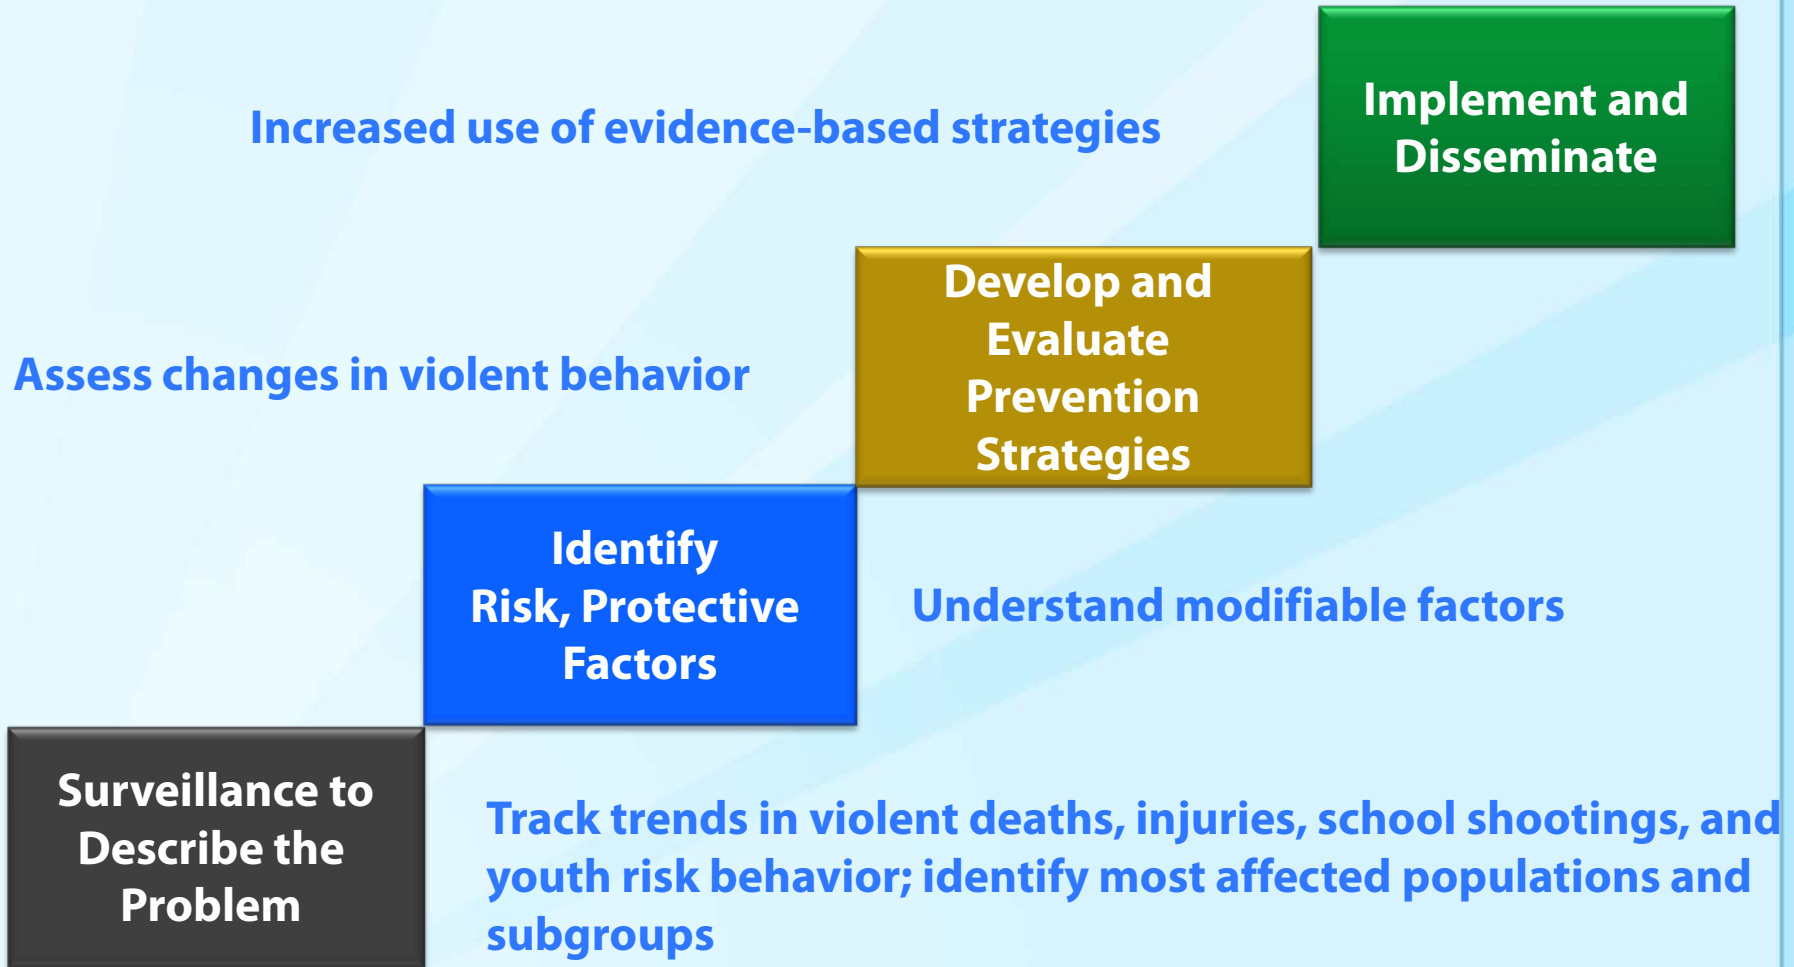 Implement and
Disseminate
Increased use of evidence-based strategies
Develop and
Evaluate
Prevention
Strategies
Assess changes in violent behavior
Identify
Risk, Protective
Factors
Understand modifiable factors
Surveillance to
Describe the
Problem
Track trends in violent deaths, injuries, school shootings, and
youth risk behavior; identify most affected populations and
subgroups